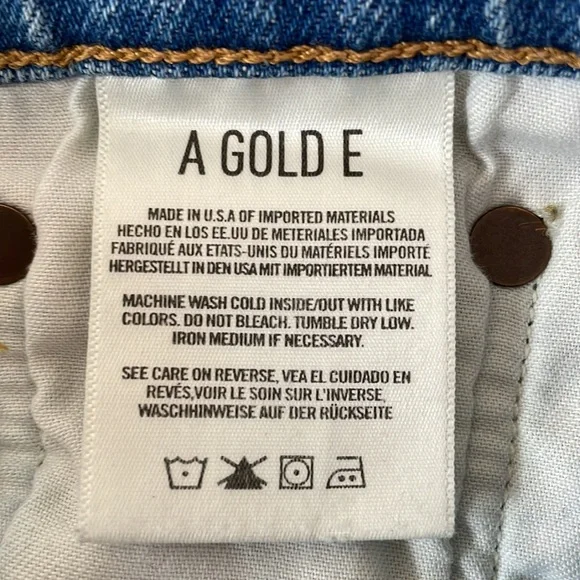 A GOLD E
MADE IN U.S.A OF IMPORTED MATERIALS
HECHO EN LOS EE.UU DE METERIALES IMPORTADA
FABRIQUÉ AUX ETATS-UNIS DU MATÉRIELS IMPORTÉ
HERGESTELLT IN DEN USA MIT IMPORTIERTEM MATERIAL
MACHINE WASH COLD INSIDE/OUT WITH LIKE
COLORS. DO NOT BLEACH. TUMBLE DRY LOW.
IRON MEDIUM IF NECESSARY.
SEE CARE ON REVERSE, VEA EL CUIDADO EN
REVÉS,VOIR LE SOIN SUR L'INVERSE,
WASCHHINWEISE AUF DER RÜCKSEITE